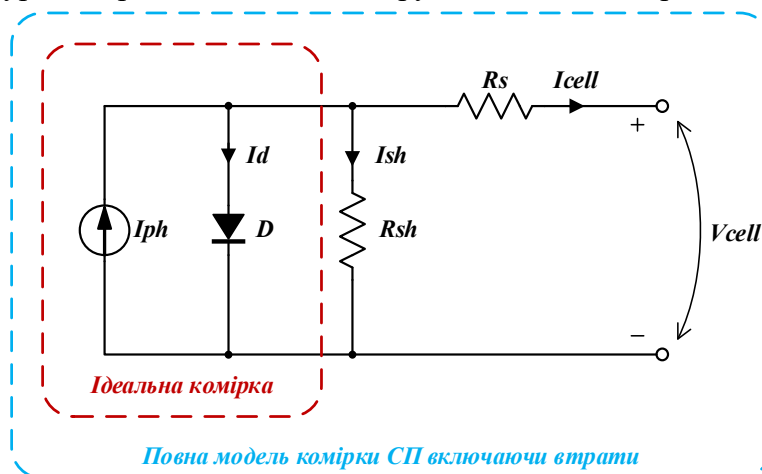 Rs Icell
+
Id Ish
Iph D Rsh Vcell
−
Ідеальна комірка
Повна модель комірки СП включаючи втрати